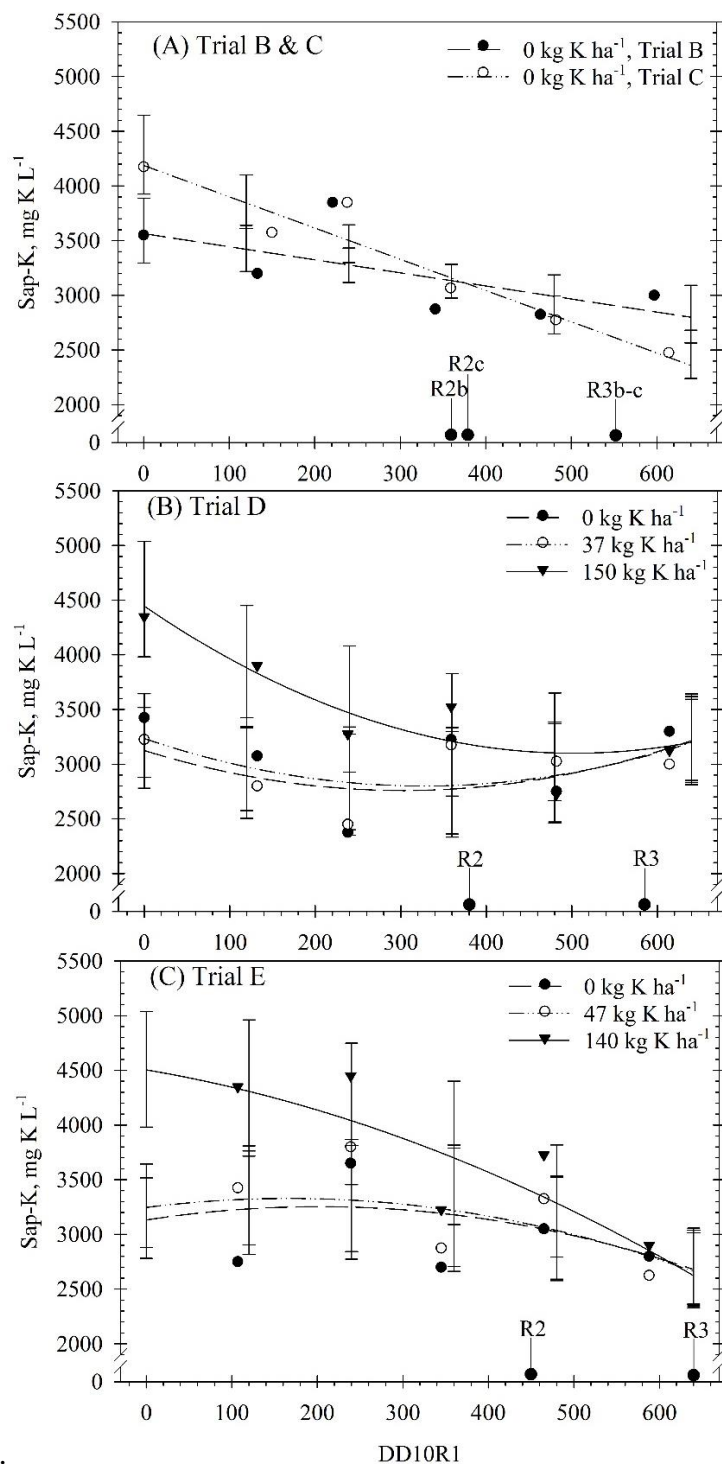 (A) Trial B & C
0 kg K ha⁻¹, Trial B
0 kg K ha⁻¹, Trial C
5500
5000
4500
4000
3500
3000
2500
2000
0
Sap-K, mg K L⁻¹
R2c
R2b
R3b-c
0 100 200 300 400 500 600
(B) Trial D
0 kg K ha⁻¹
37 kg K ha⁻¹
150 kg K ha⁻¹
5500
5000
4500
4000
3500
3000
2500
2000
0
Sap-K, mg K L⁻¹
R2
R3
0 100 200 300 400 500 600
(C) Trial E
0 kg K ha⁻¹
47 kg K ha⁻¹
140 kg K ha⁻¹
5500
5000
4500
4000
3500
3000
2500
2000
0
Sap-K, mg K L⁻¹
R2
R3
0 100 200 300 400 500 600
DD10R1
.